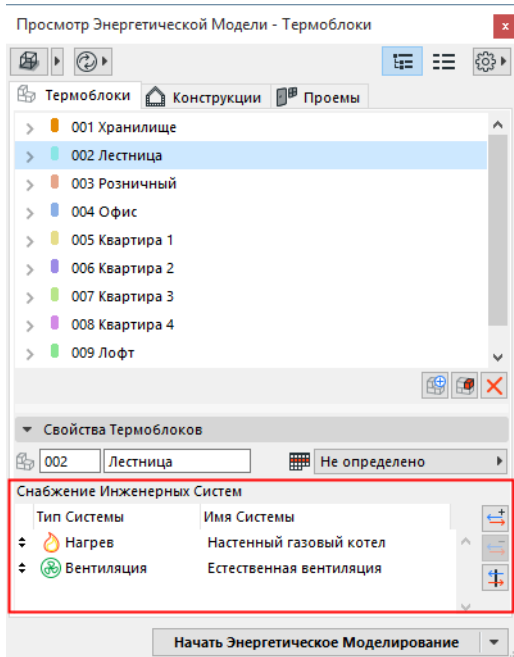 Просмотр Энергетической Модели - Термоблоки
x
Термоблоки Конструкции Проемы
001 Хранилище
002 Лестница
003 Розничный
004 Офис
005 Квартира 1
006 Квартира 2
007 Квартира 3
008 Квартира 4
009 Лофт
Свойства Термоблоков
002 Лестница Не определено
Снабжение Инженерных Систем
Тип Системы Имя Системы
Нагрев Настенный газовый котел
Вентиляция Естественная вентиляция
Начать Энергетическое Моделирование